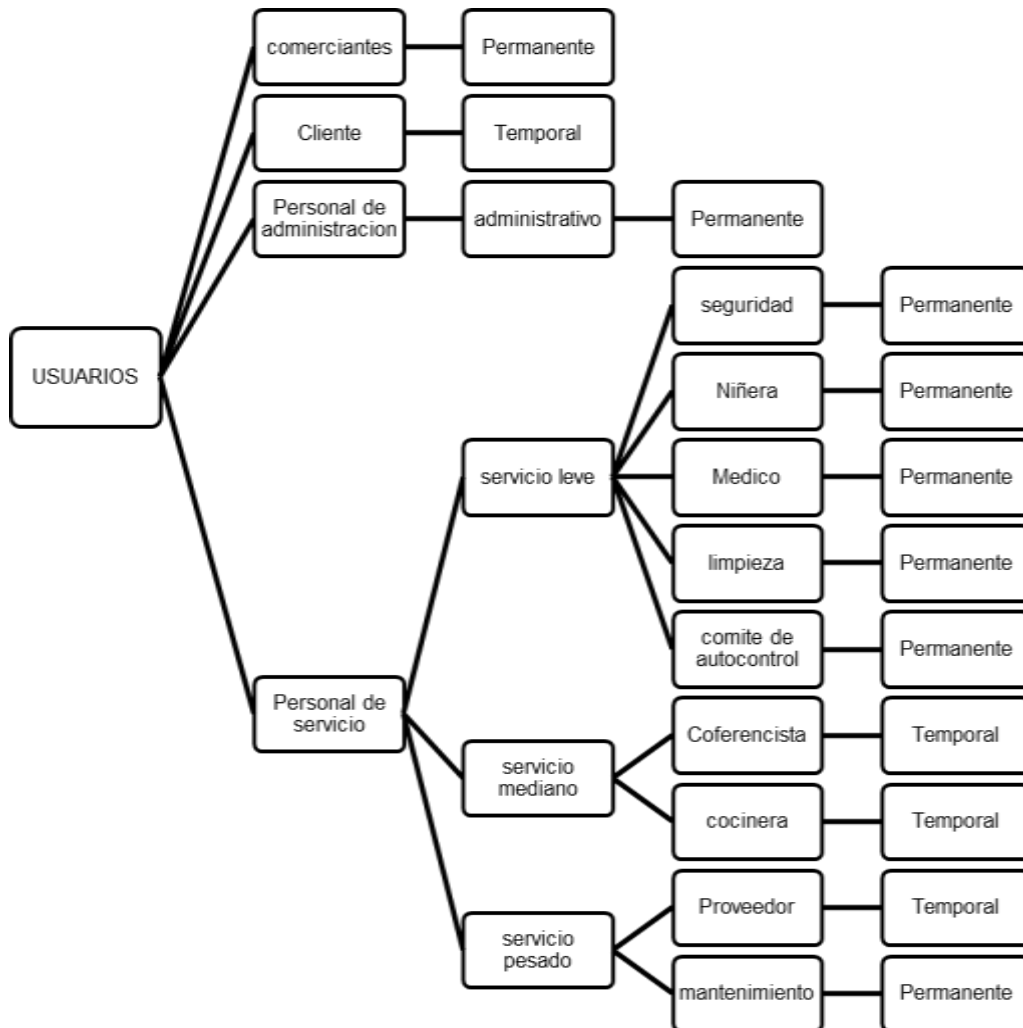 comerciantes
Permanente
Cliente
Temporal
Personal de
administracion
administrativo
Permanente
USUARIOS
Personal de
servicio
servicio leve
seguridad
Permanente
Niñera
Permanente
Medico
Permanente
limpieza
Permanente
comite de
autocontrol
Permanente
servicio
mediano
Coferencista
Temporal
cocinera
Temporal
servicio
pesado
Proveedor
Temporal
mantenimiento
Permanente